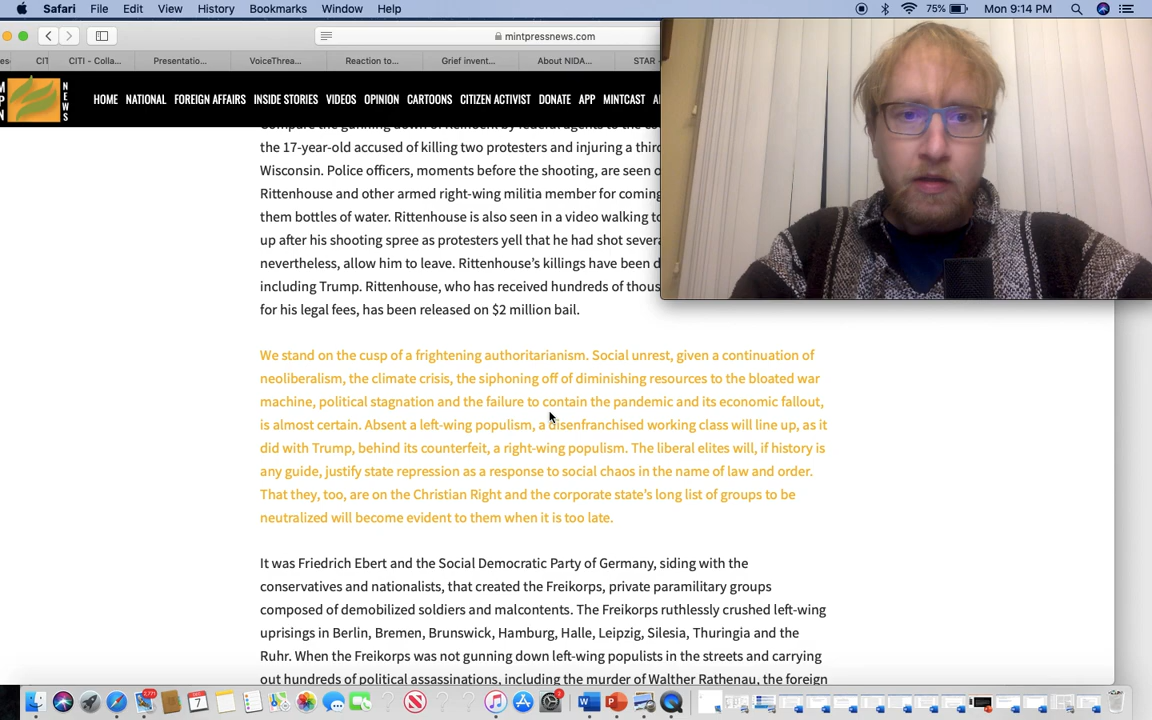 Safari File Edit View History Bookmarks Window Help 75% Mon 9:14 PM
mintpressnews.com
CIT CITI - Colla... Presentatio... VoiceThrea... Reaction to... Grief invent... About NIDA... STAR
M P N NEWS HOME NATIONAL FOREIGN AFFAIRS INSIDE STORIES VIDEOS OPINION CARTOONS CITIZEN ACTIVIST DONATE APP MINTCAST
the 17-year-old accused of killing two protesters and injuring a third
Wisconsin. Police officers, moments before the shooting, are seen
Rittenhouse and other armed right-wing militia member for coming
them bottles of water. Rittenhouse is also seen in a video walking
up after his shooting spree as protesters yell that he had shot
nevertheless, allow him to leave. Rittenhouse's killings have been
including Trump. Rittenhouse, who has received hundreds of
for his legal fees, has been released on $2 million bail.
We stand on the cusp of a frightening authoritarianism. Social unrest, given a continuation of
neoliberalism, the climate crisis, the siphoning off of diminishing resources to the bloated war
machine, political stagnation and the failure to contain the pandemic and its economic fallout,
is almost certain. Absent a left-wing populism, a disenfranchised working class will line up, as it
did with Trump, behind its counterfeit, a right-wing populism. The liberal elites will, if history is
any guide, justify state repression as a response to social chaos in the name of law and order.
That they, too, are on the Christian Right and the corporate state's long list of groups to be
neutralized will become evident to them when it is too late.
It was Friedrich Ebert and the Social Democratic Party of Germany, siding with the
conservatives and nationalists, that created the Freikorps, private paramilitary groups
composed of demobilized soldiers and malcontents. The Freikorps ruthlessly crushed left-wing
uprisings in Berlin, Bremen, Brunswick, Hamburg, Halle, Leipzig, Silesia, Thuringia and the
Ruhr. When the Freikorps was not gunning down left-wing populists in the streets and carrying
out hundreds of political assassinations, including the murder of Walther Rathenau, the foreign
7